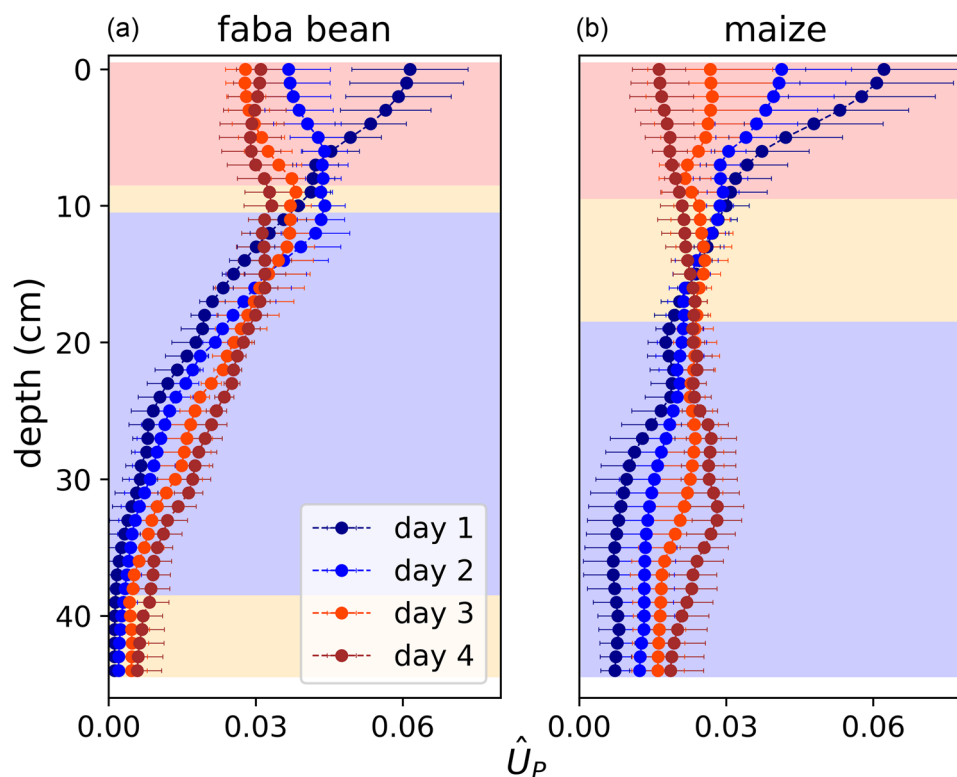 (a) faba bean
(b) maize
0
10
20
30
40
depth (cm)
day 1
day 2
day 3
day 4
0.00 0.03 0.06
0.00 0.03 0.06
Û_P